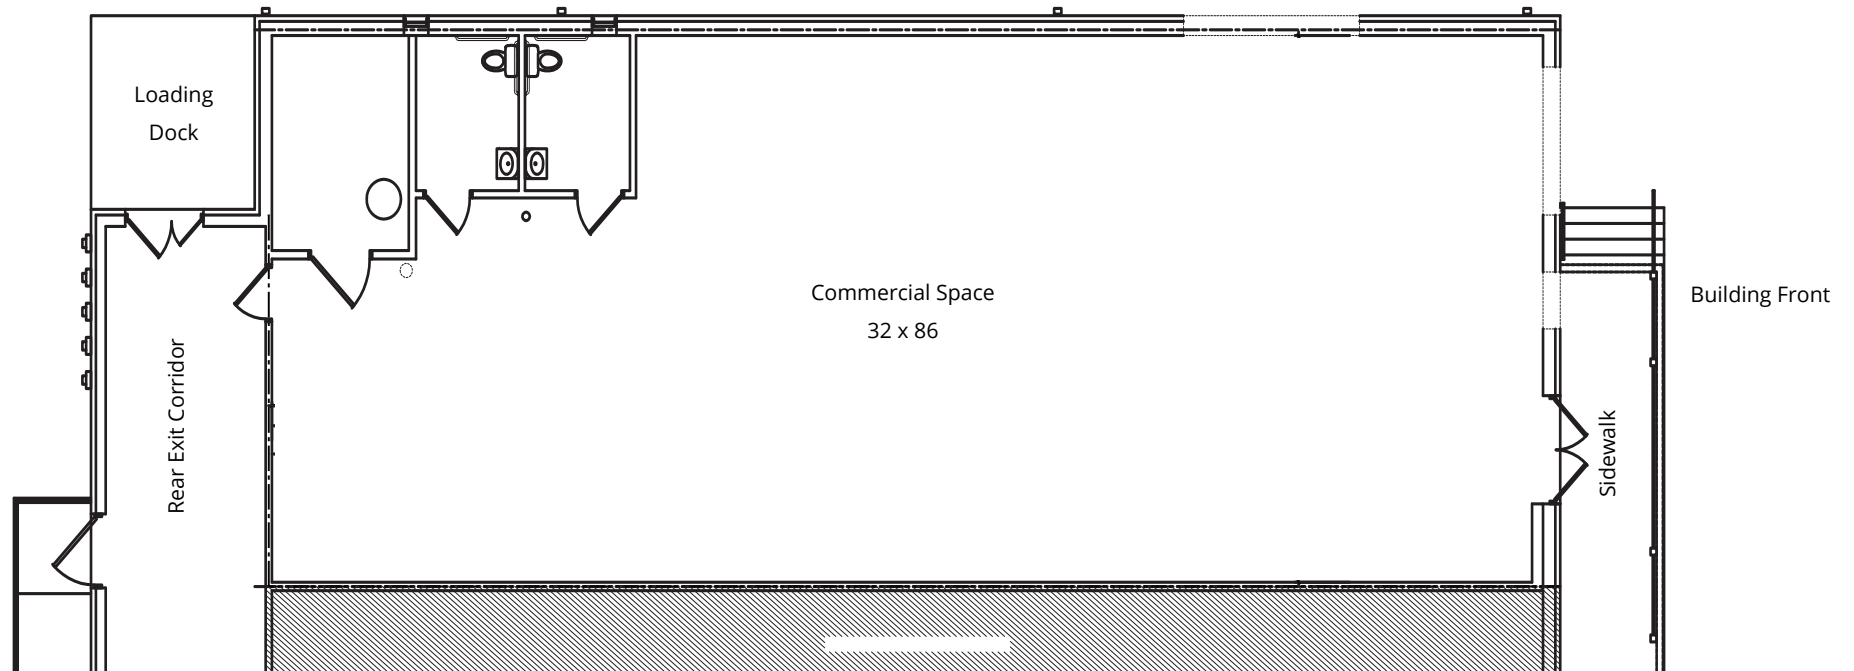 Loading
Dock
Commercial Space
32 x 86
Building Front
Rear Exit Corridor
Sidewalk